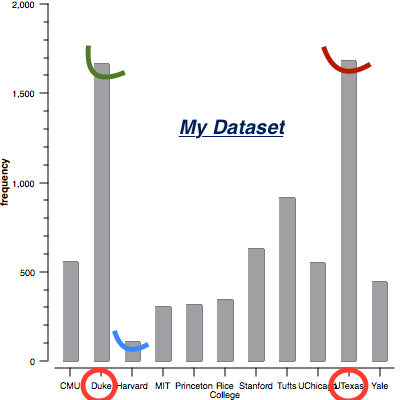 2,000
1,500
1,000
500
0
frequency
My Dataset
CMU Duke Harvard MIT Princeton Rice College Stanford Tufts UChicago UTexas Yale